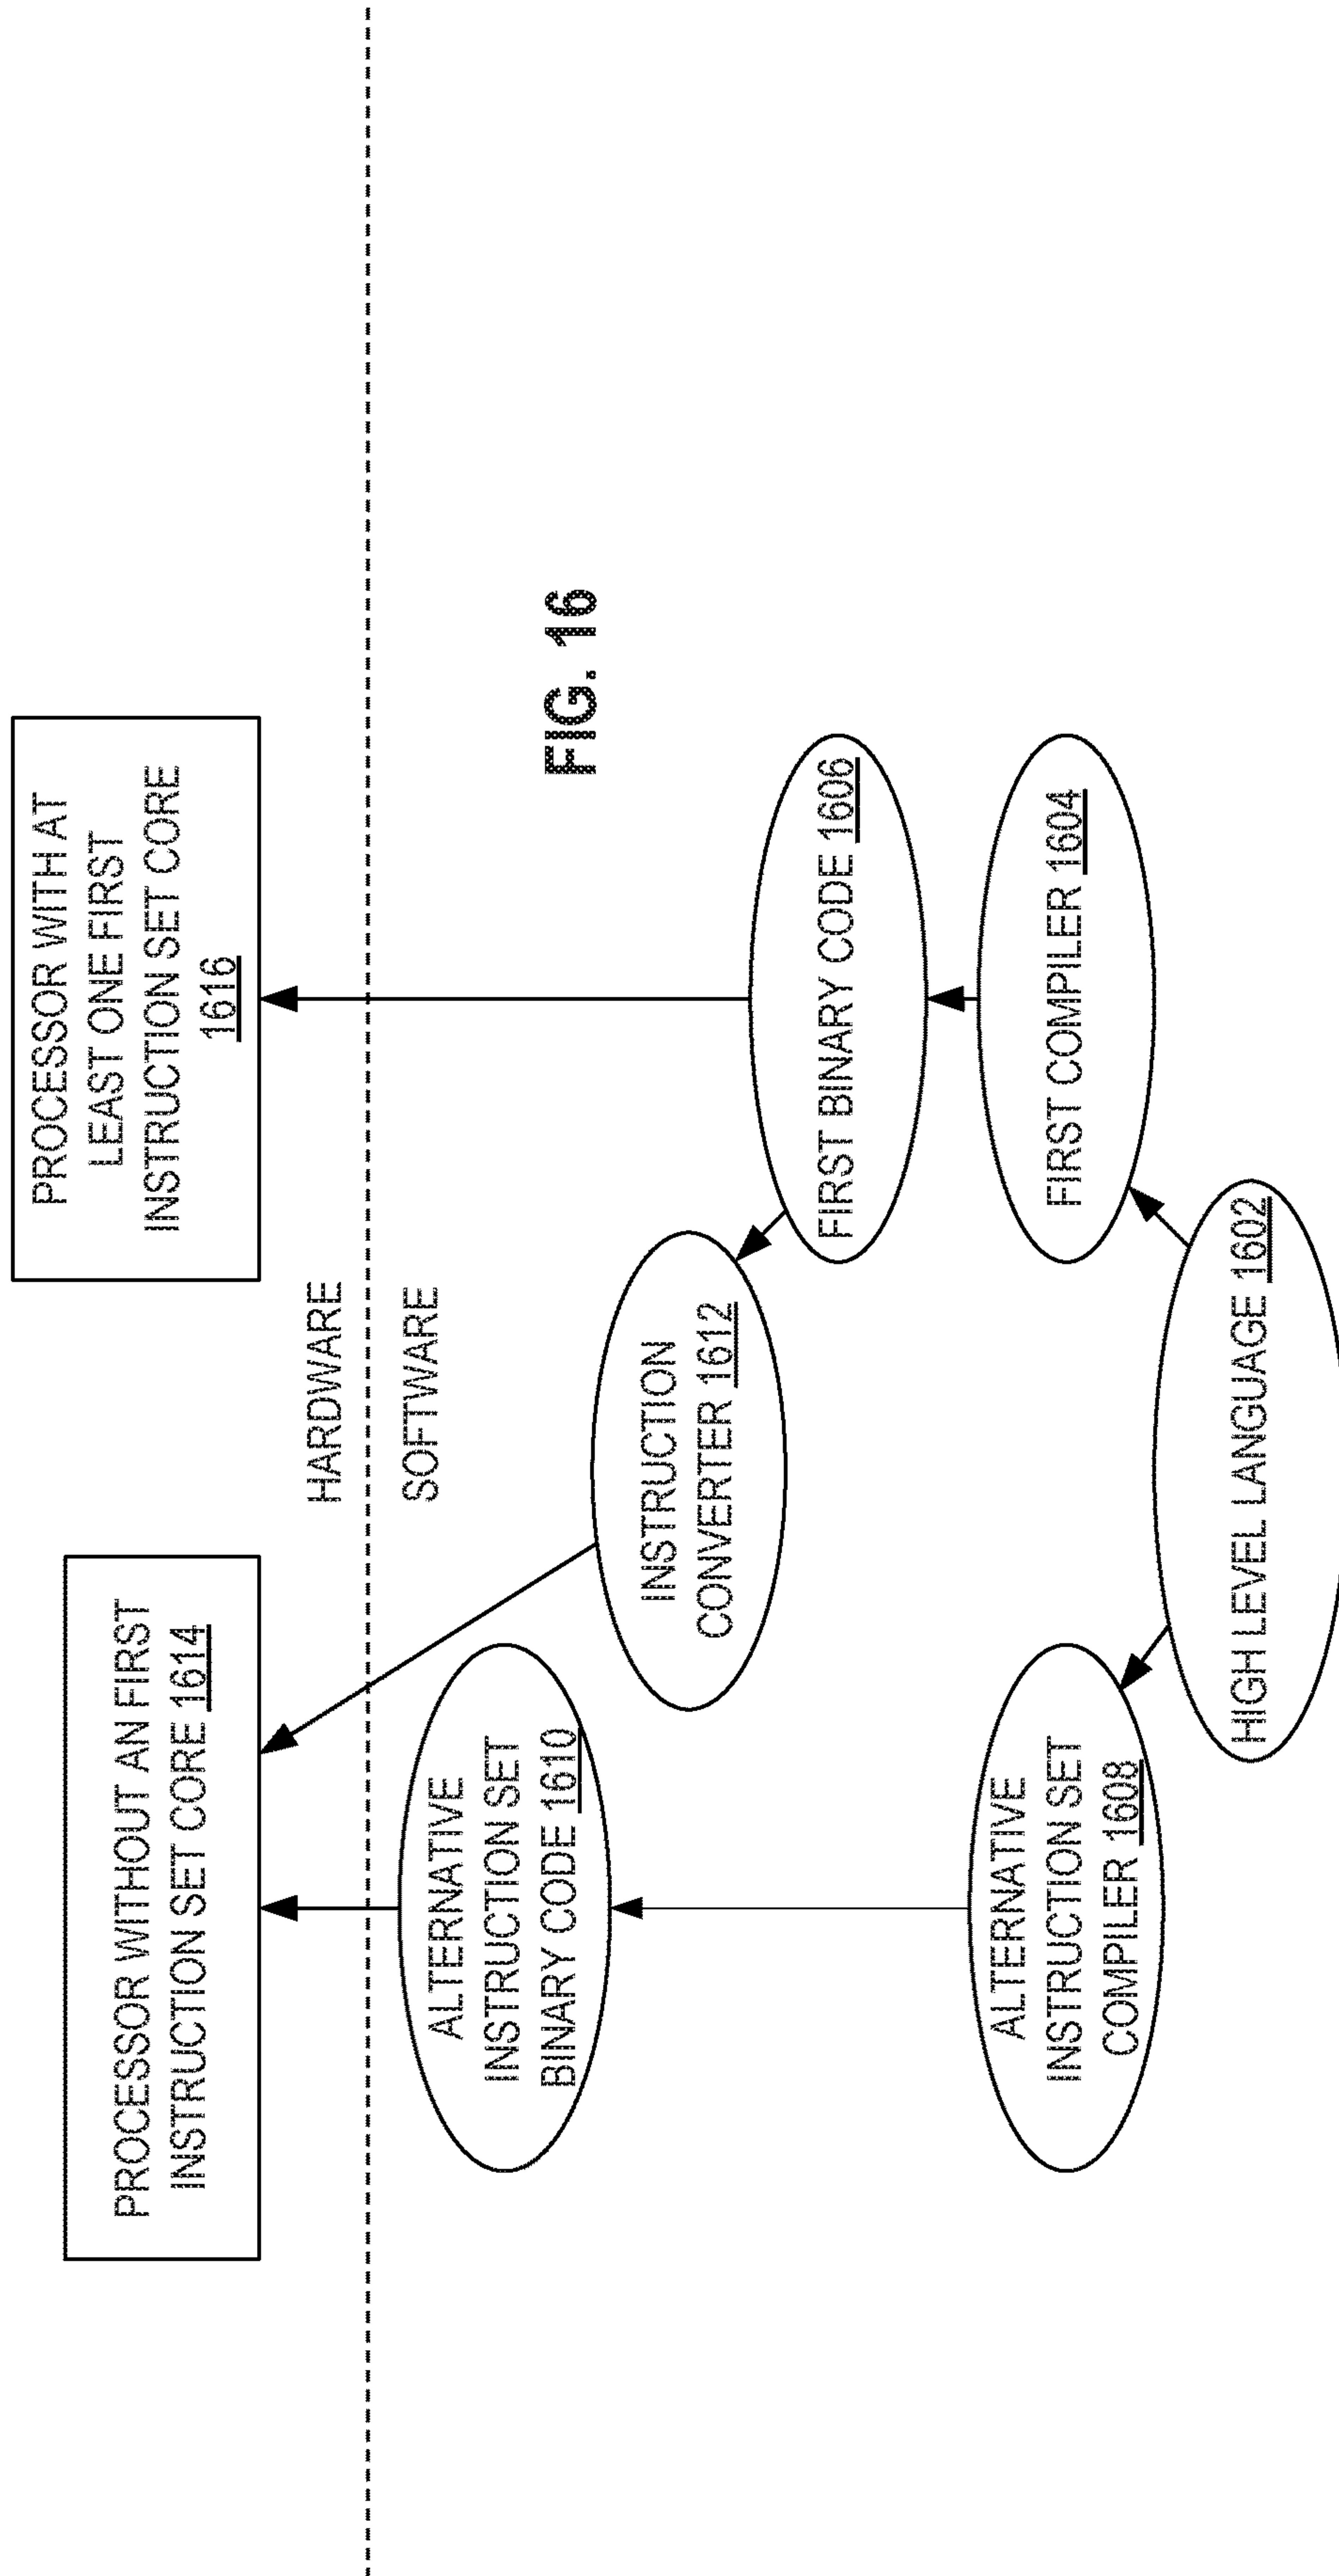 PROCESSOR WITHOUT AN FIRST
INSTRUCTION SET CORE 1614
PROCESSOR WITH AT
LEAST ONE FIRST
INSTRUCTION SET CORE
1616
HARDWARE
SOFTWARE
ALTERNATIVE
INSTRUCTION SET
BINARY CODE 1610
INSTRUCTION
CONVERTER 1612
FIG. 16
FIRST BINARY CODE 1606
ALTERNATIVE
INSTRUCTION SET
COMPILER 1608
FIRST COMPILER 1604
HIGH LEVEL LANGUAGE 1602